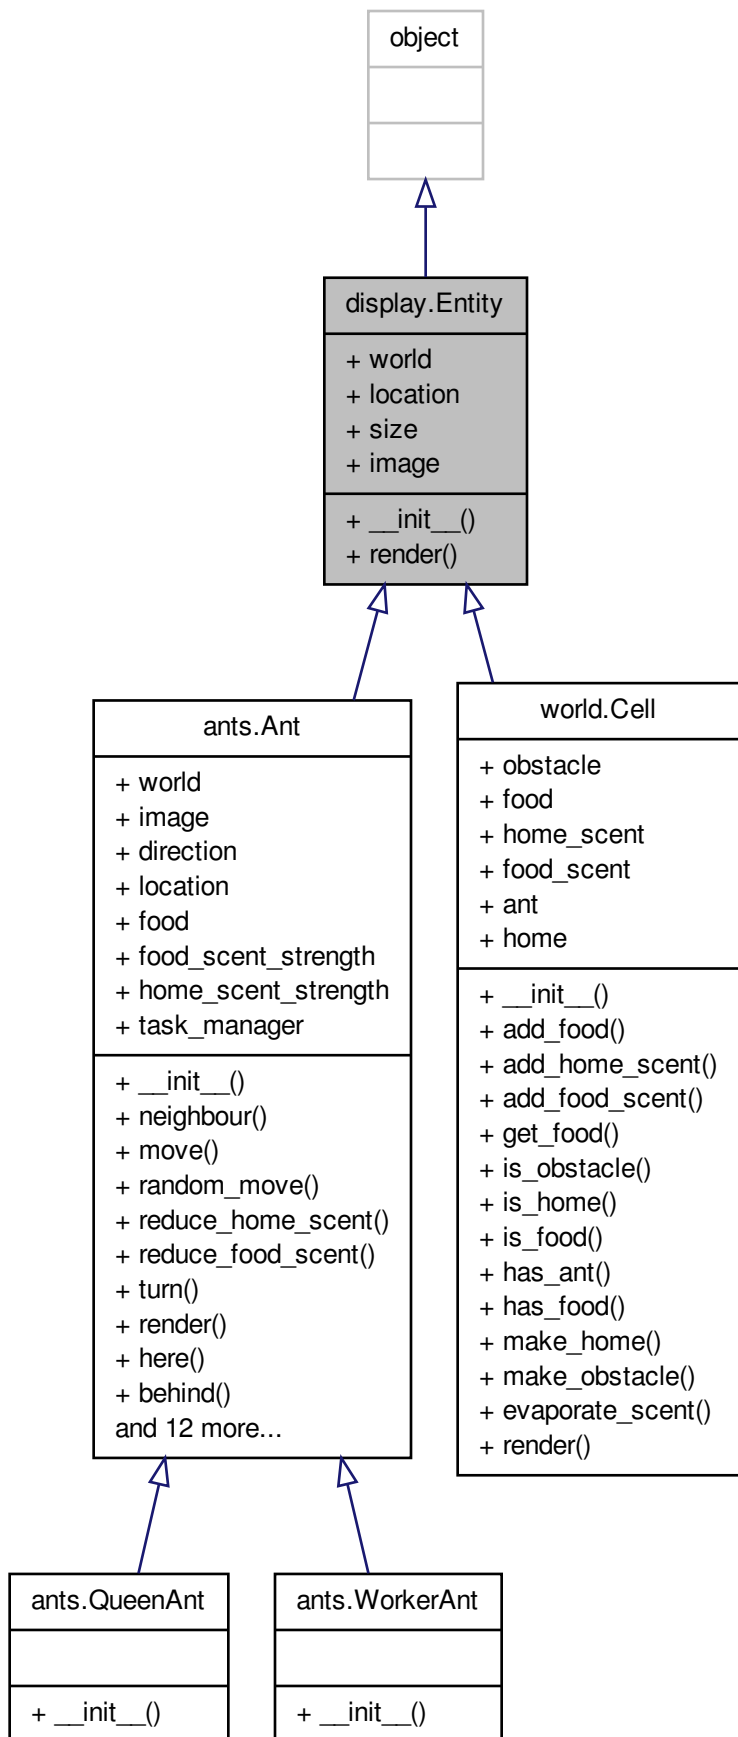 object
display.Entity
+ world
+ location
+ size
+ image
+ __init__()
+ render()
ants.Ant
+ world
+ image
+ direction
+ location
+ food
+ food_scent_strength
+ home_scent_strength
+ task_manager
+ __init__()
+ neighbour()
+ move()
+ random_move()
+ reduce_home_scent()
+ reduce_food_scent()
+ turn()
+ render()
+ here()
+ behind()
and 12 more...
world.Cell
+ obstacle
+ food
+ home_scent
+ food_scent
+ ant
+ home
+ __init__()
+ add_food()
+ add_home_scent()
+ add_food_scent()
+ get_food()
+ is_obstacle()
+ is_home()
+ is_food()
+ has_ant()
+ has_food()
+ make_home()
+ make_obstacle()
+ evaporate_scent()
+ render()
ants.QueenAnt
+ __init__()
ants.WorkerAnt
+ __init__()